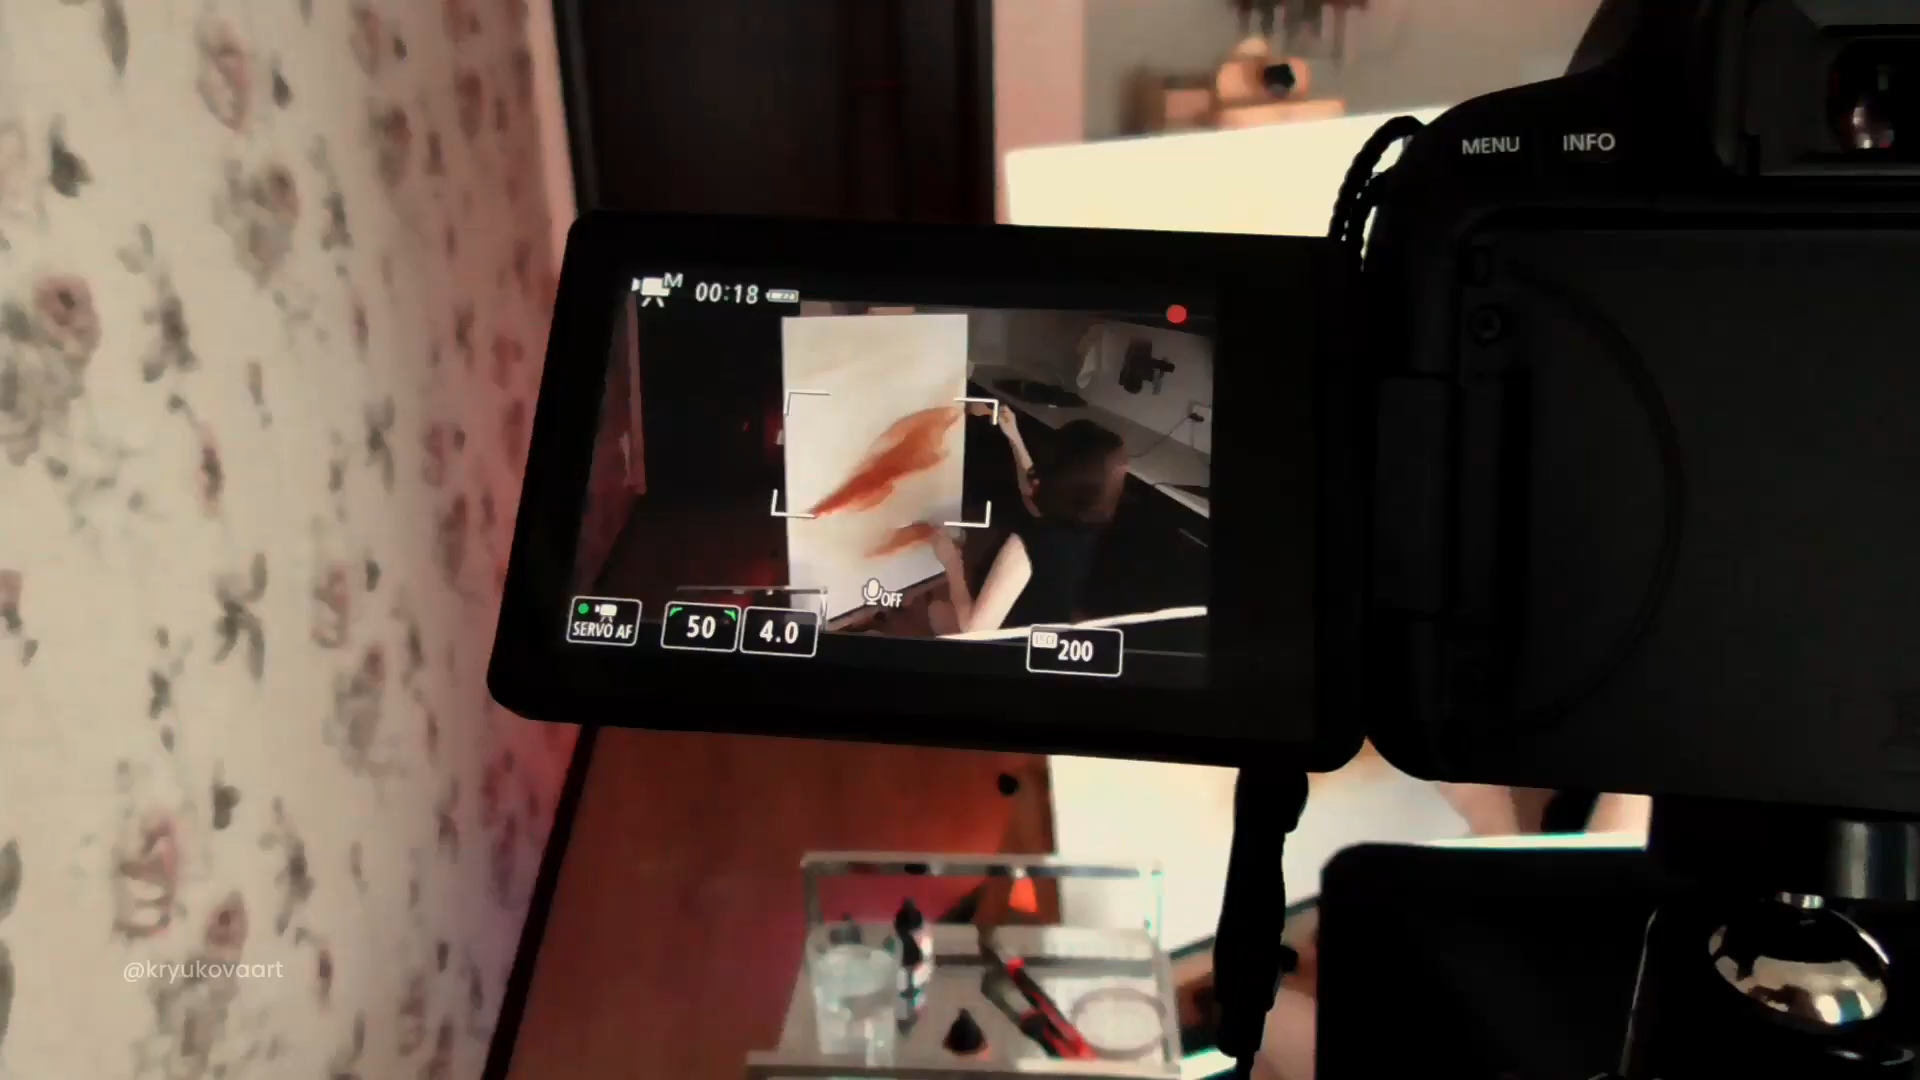 MENU INFO
M 00:18
OFF
SERVO AF 50 4.0
ISO 200
@kryukovaart